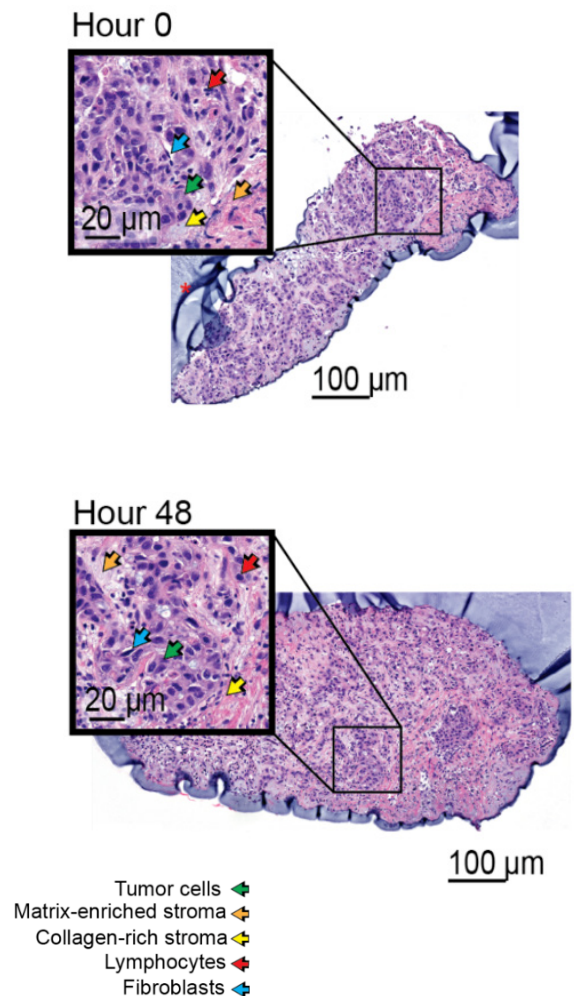 Hour 0
20 µm
*
100 µm
Hour 48
20 µm
100 µm
Tumor cells
Matrix-enriched stroma
Collagen-rich stroma
Lymphocytes
Fibroblasts